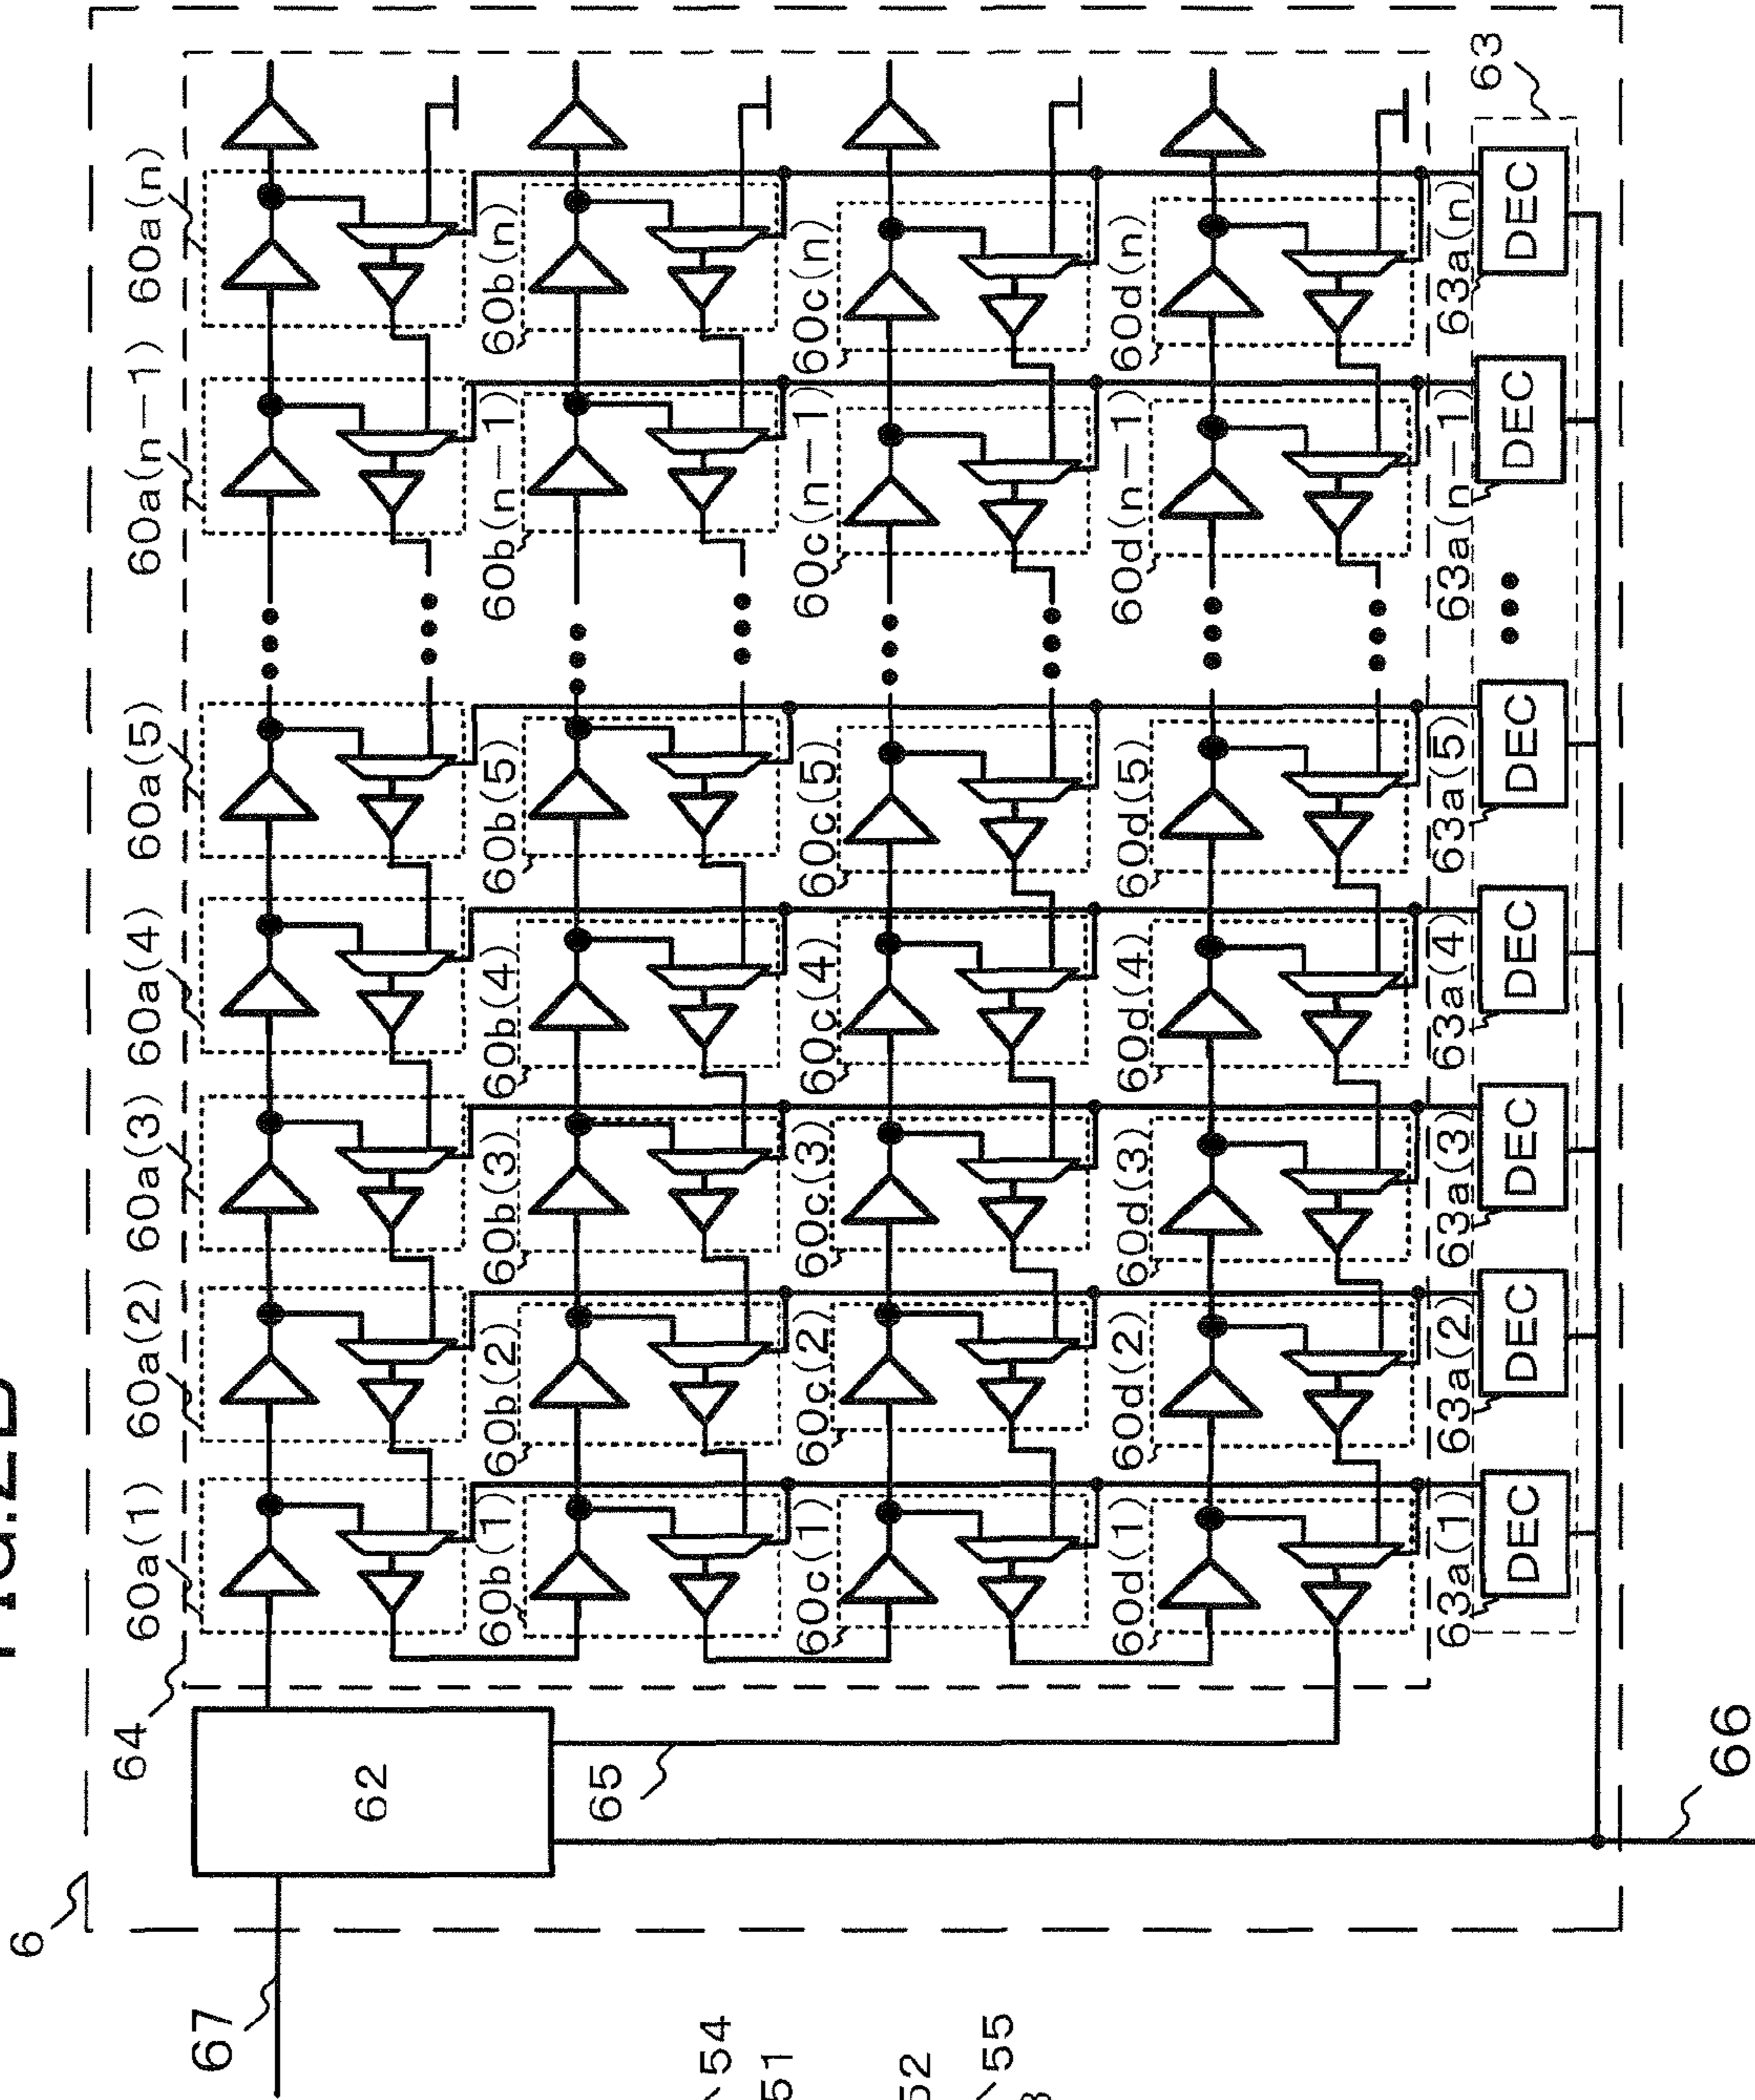 6
64
60a(1) 60a(2) 60a(3) 60a(4) 60a(5) 60a(n-1) 60a(n)
67
62
60b(1) 60b(2) 60b(3) 60b(4) 60b(5) 60b(n-1) 60b(n)
65
60c(1) 60c(2) 60c(3) 60c(4) 60c(5) 60c(n-1) 60c(n)
60d(1) 60d(2) 60d(3) 60d(4) 60d(5) 60d(n-1) 60d(n)
63a(1) 63a(2) 63a(3) 63a(4) 63a(5) 63a(n-1) 63a(n)
63
DEC DEC DEC DEC DEC DEC DEC
66
54
51
52
55